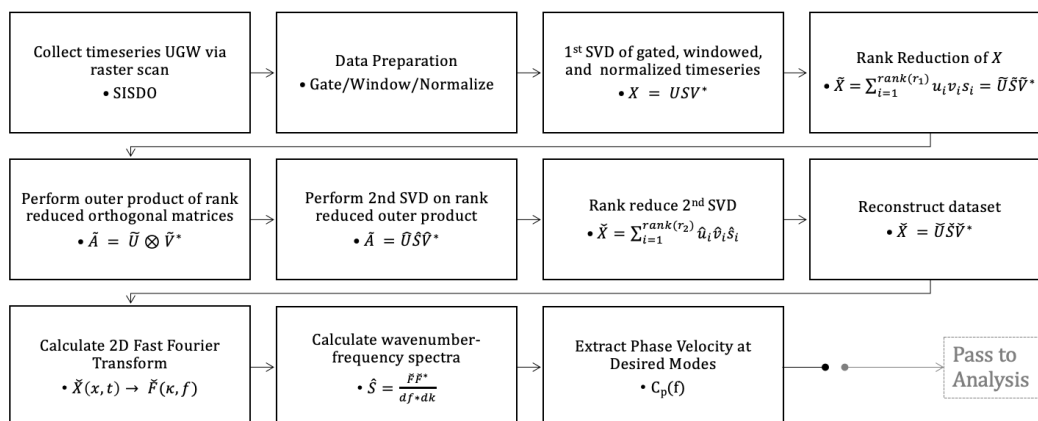 Collect timeseries UGW via
raster scan
• SISDO
Data Preparation
• Gate/Window/Normalize
1st SVD of gated, windowed,
and normalized timeseries
• X = USV*
Rank Reduction of X
• X̃ = ∑_{i=1}^{rank(r₁)} u_i v_i s_i = ŨS̃Ṽ*
Perform outer product of rank
reduced orthogonal matrices
• Ã = Ũ ⊗ Ṽ*
Perform 2nd SVD on rank
reduced outer product
• Ã = ÛŜV̂*
Rank reduce 2nd SVD
• X̆ = ∑_{i=1}^{rank(r₂)} û_i v̂_i ŝ_i
Reconstruct dataset
• X̆ = ŬS̆V̆*
Calculate 2D Fast Fourier
Transform
• X̆(x, t) → F̆(κ, f)
Calculate wavenumber-
frequency spectra
• Ŝ = F̆F̆* / df∗dk
Extract Phase Velocity at
Desired Modes
• Cₚ(f)
Pass to
Analysis